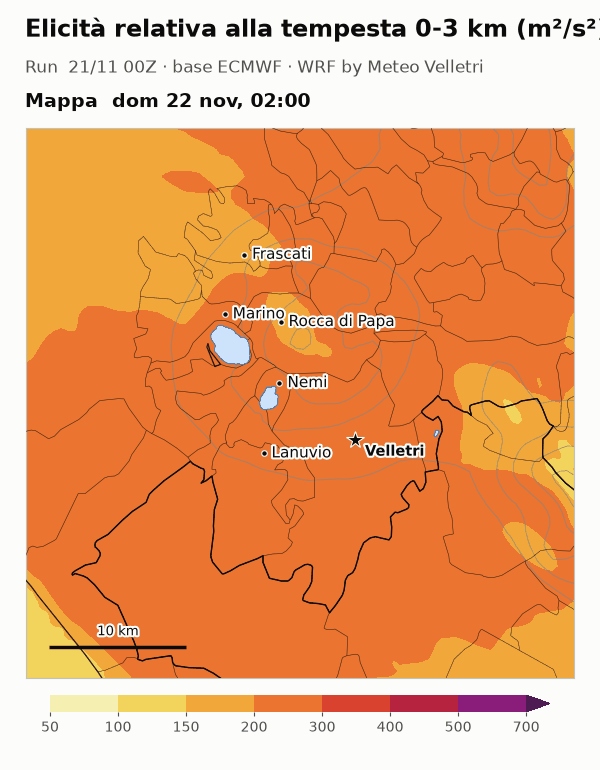 Elicità relativa alla tempesta 0-3 km (m²/s²)
Run 21/11 00Z · base ECMWF · WRF by Meteo Velletri
Mappa dom 22 nov, 02:00
Frascati
Marino
Rocca di Papa
Nemi
Velletri
Lanuvio
10 km
50 100 150 200 300 400 500 700